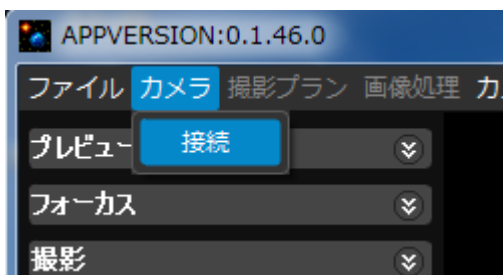 APPVERSION:0.1.46.0
ファイル カメラ 撮影プラン 画像処理
接続
プレビュー
フォーカス
撮影